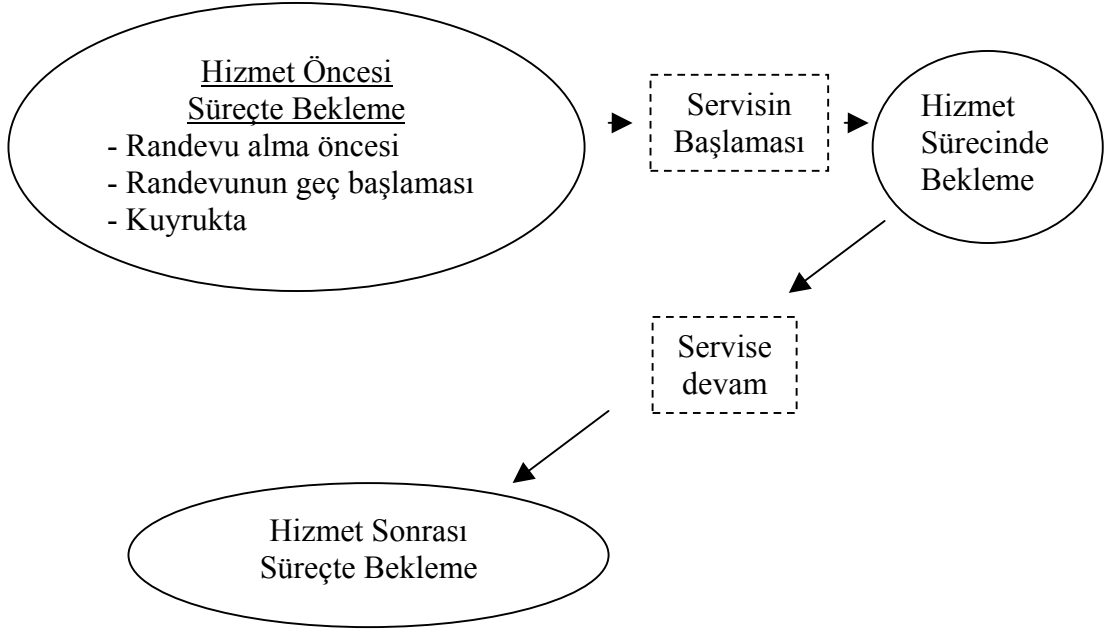 Hizmet Öncesi
Süreçte Bekleme
- Randevu alma öncesi
- Randevunun geç başlaması
- Kuyrukta
Servisin
Başlaması
Hizmet
Sürecinde
Bekleme
Servise
devam
Hizmet Sonrası
Süreçte Bekleme